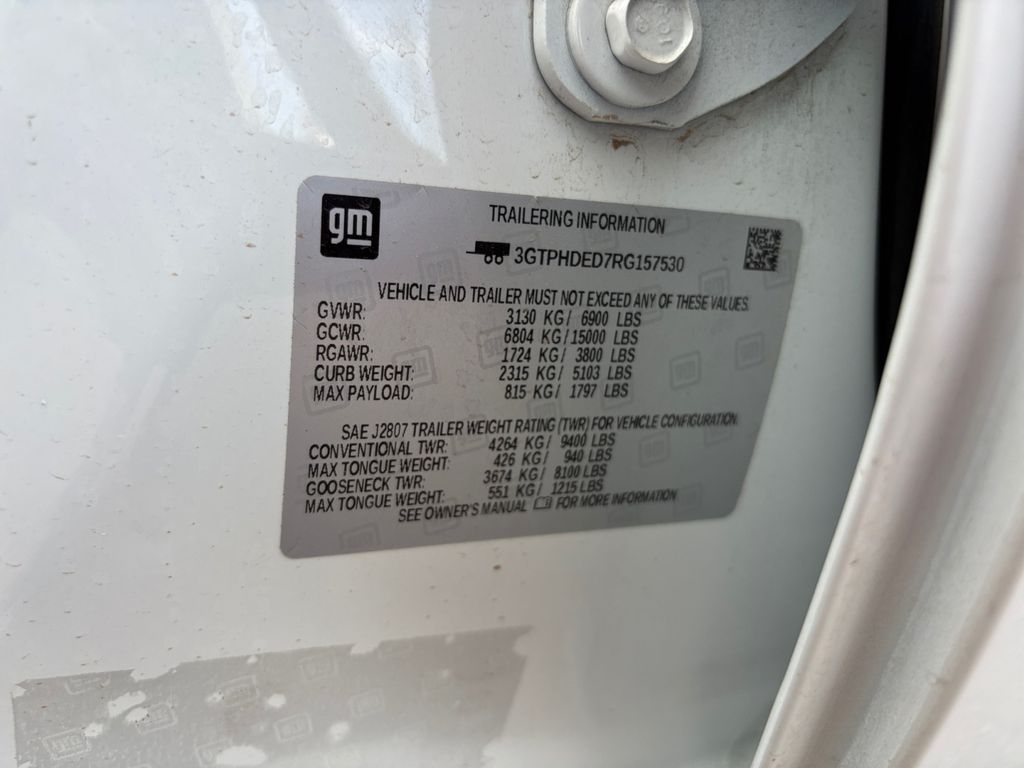 gm
TRAILERING INFORMATION
3GTPHDED7RG157530
VEHICLE AND TRAILER MUST NOT EXCEED ANY OF THESE VALUES.
GVWR: 3130 KG/ 6900 LBS
GCWR: 6804 KG/15000 LBS
RGAWR: 1724 KG/ 3800 LBS
CURB WEIGHT: 2315 KG/ 5103 LBS
MAX PAYLOAD: 815 KG/ 1797 LBS
SAE J2807 TRAILER WEIGHT RATING (TWR) FOR VEHICLE CONFIGURATION.
CONVENTIONAL TWR: 4264 KG/ 9400 LBS
MAX TONGUE WEIGHT: 426 KG/ 940 LBS
GOOSENECK TWR: 3674 KG/ 8100 LBS
MAX TONGUE WEIGHT: 551 KG/ 1215 LBS
SEE OWNER'S MANUAL FOR MORE INFORMATION